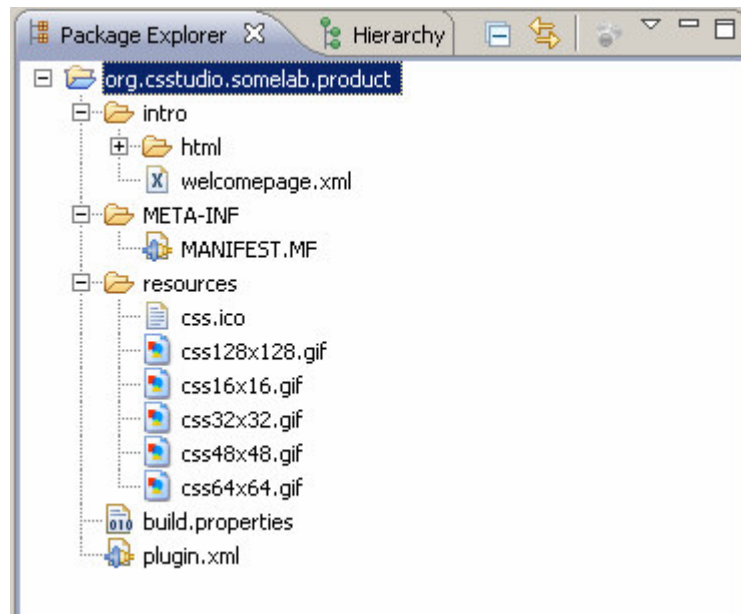 Package Explorer Hierarchy
org.csstudio.somelab.product
intro
html
welcomepage.xml
META-INF
MANIFEST.MF
resources
css.ico
css128x128.gif
css16x16.gif
css32x32.gif
css48x48.gif
css64x64.gif
build.properties
plugin.xml